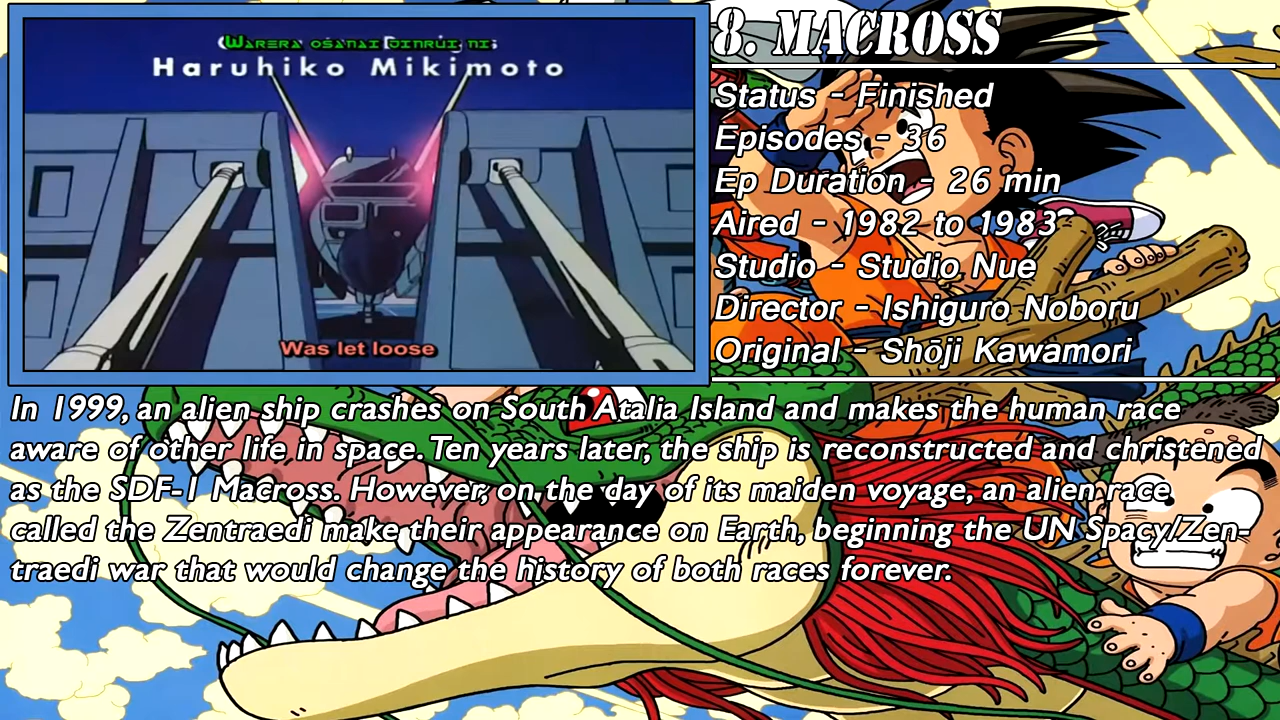 Warera osanai jinrui ni;
Haruhiko Mikimoto
Was let loose
8. MACROSS
Status - Finished
Episodes - 36
Ep Duration - 26 min
Aired - 1982 to 1983
Studio - Studio Nue
Director - Ishiguro Noboru
Original - Shōji Kawamori
In 1999, an alien ship crashes on South Atalia Island and makes the human race
aware of other life in space. Ten years later, the ship is reconstructed and christened
as the SDF-1 Macross. However, on the day of its maiden voyage, an alien race
called the Zentraedi make their appearance on Earth, beginning the UN Spacy/Zen-
traedi war that would change the history of both races forever.